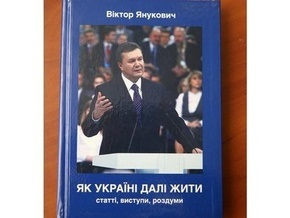 Віктор Янукович
ЯК УКРАЇНІ ДАЛІ ЖИТИ
статті, виступи, роздуми